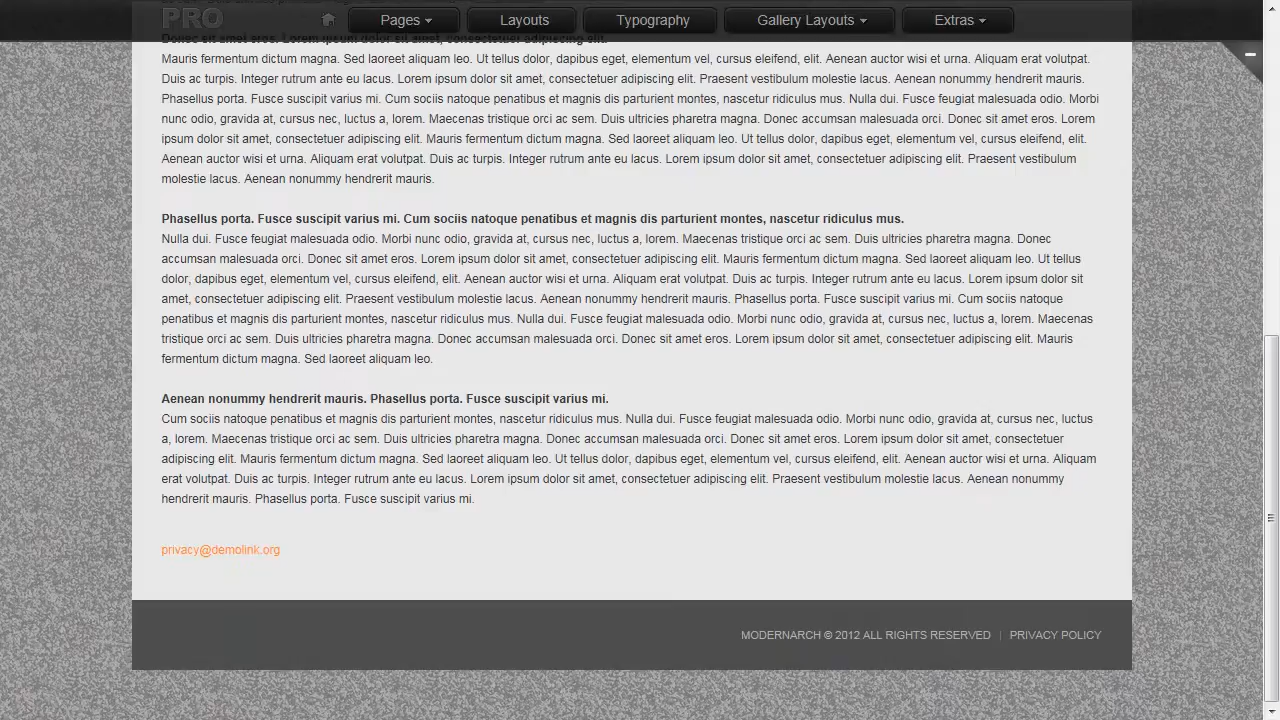 PRO
Pages
Layouts
Typography
Gallery Layouts
Extras
Donec sit amet eros. Lorem ipsum dolor sit amet, consectetuer adipiscing elit.
Mauris fermentum dictum magna. Sed laoreet aliquam leo. Ut tellus dolor, dapibus eget, elementum vel, cursus eleifend, elit. Aenean auctor wisi et urna. Aliquam erat volutpat.
Duis ac turpis. Integer rutrum ante eu lacus. Lorem ipsum dolor sit amet, consectetuer adipiscing elit. Praesent vestibulum molestie lacus. Aenean nonummy hendrerit mauris.
Phasellus porta. Fusce suscipit varius mi. Cum sociis natoque penatibus et magnis dis parturient montes, nascetur ridiculus mus. Nulla dui. Fusce feugiat malesuada odio. Morbi
nunc odio, gravida at, cursus nec, luctus a, lorem. Maecenas tristique orci ac sem. Duis ultricies pharetra magna. Donec accumsan malesuada orci. Donec sit amet eros. Lorem
ipsum dolor sit amet, consectetuer adipiscing elit. Mauris fermentum dictum magna. Sed laoreet aliquam leo. Ut tellus dolor, dapibus eget, elementum vel, cursus eleifend, elit.
Aenean auctor wisi et urna. Aliquam erat volutpat. Duis ac turpis. Integer rutrum ante eu lacus. Lorem ipsum dolor sit amet, consectetuer adipiscing elit. Praesent vestibulum
molestie lacus. Aenean nonummy hendrerit mauris.
Phasellus porta. Fusce suscipit varius mi. Cum sociis natoque penatibus et magnis dis parturient montes, nascetur ridiculus mus.
Nulla dui. Fusce feugiat malesuada odio. Morbi nunc odio, gravida at, cursus nec, luctus a, lorem. Maecenas tristique orci ac sem. Duis ultricies pharetra magna. Donec
accumsan malesuada orci. Donec sit amet eros. Lorem ipsum dolor sit amet, consectetuer adipiscing elit. Mauris fermentum dictum magna. Sed laoreet aliquam leo. Ut tellus
dolor, dapibus eget, elementum vel, cursus eleifend, elit. Aenean auctor wisi et urna. Aliquam erat volutpat. Duis ac turpis. Integer rutrum ante eu lacus. Lorem ipsum dolor sit
amet, consectetuer adipiscing elit. Praesent vestibulum molestie lacus. Aenean nonummy hendrerit mauris. Phasellus porta. Fusce suscipit varius mi. Cum sociis natoque
penatibus et magnis dis parturient montes, nascetur ridiculus mus. Nulla dui. Fusce feugiat malesuada odio. Morbi nunc odio, gravida at, cursus nec, luctus a, lorem. Maecenas
tristique orci ac sem. Duis ultricies pharetra magna. Donec accumsan malesuada orci. Donec sit amet eros. Lorem ipsum dolor sit amet, consectetuer adipiscing elit. Mauris
fermentum dictum magna. Sed laoreet aliquam leo.
Aenean nonummy hendrerit mauris. Phasellus porta. Fusce suscipit varius mi.
Cum sociis natoque penatibus et magnis dis parturient montes, nascetur ridiculus mus. Nulla dui. Fusce feugiat malesuada odio. Morbi nunc odio, gravida at, cursus nec, luctus
a, lorem. Maecenas tristique orci ac sem. Duis ultricies pharetra magna. Donec accumsan malesuada orci. Donec sit amet eros. Lorem ipsum dolor sit amet, consectetuer
adipiscing elit. Mauris fermentum dictum magna. Sed laoreet aliquam leo. Ut tellus dolor, dapibus eget, elementum vel, cursus eleifend, elit. Aenean auctor wisi et urna. Aliquam
erat volutpat. Duis ac turpis. Integer rutrum ante eu lacus. Lorem ipsum dolor sit amet, consectetuer adipiscing elit. Praesent vestibulum molestie lacus. Aenean nonummy
hendrerit mauris. Phasellus porta. Fusce suscipit varius mi.
privacy@demolink.org
MODERNARCH © 2012 ALL RIGHTS RESERVED | PRIVACY POLICY